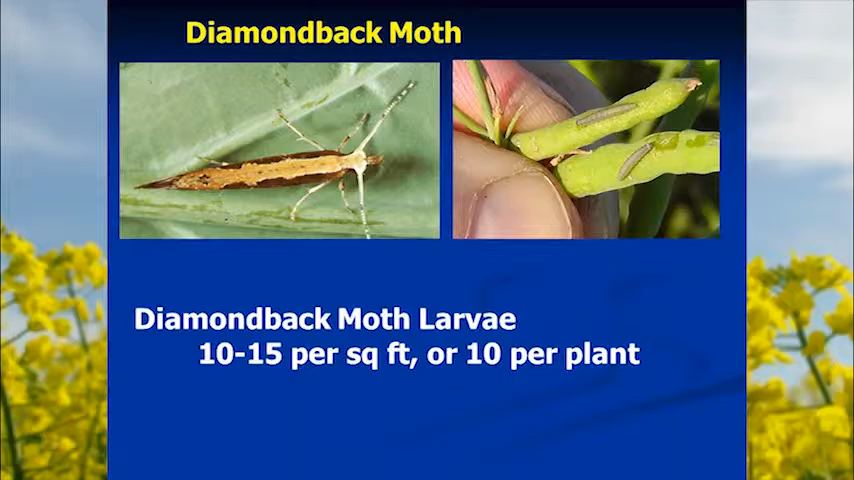 Diamondback Moth
Diamondback Moth Larvae
10-15 per sq ft, or 10 per plant